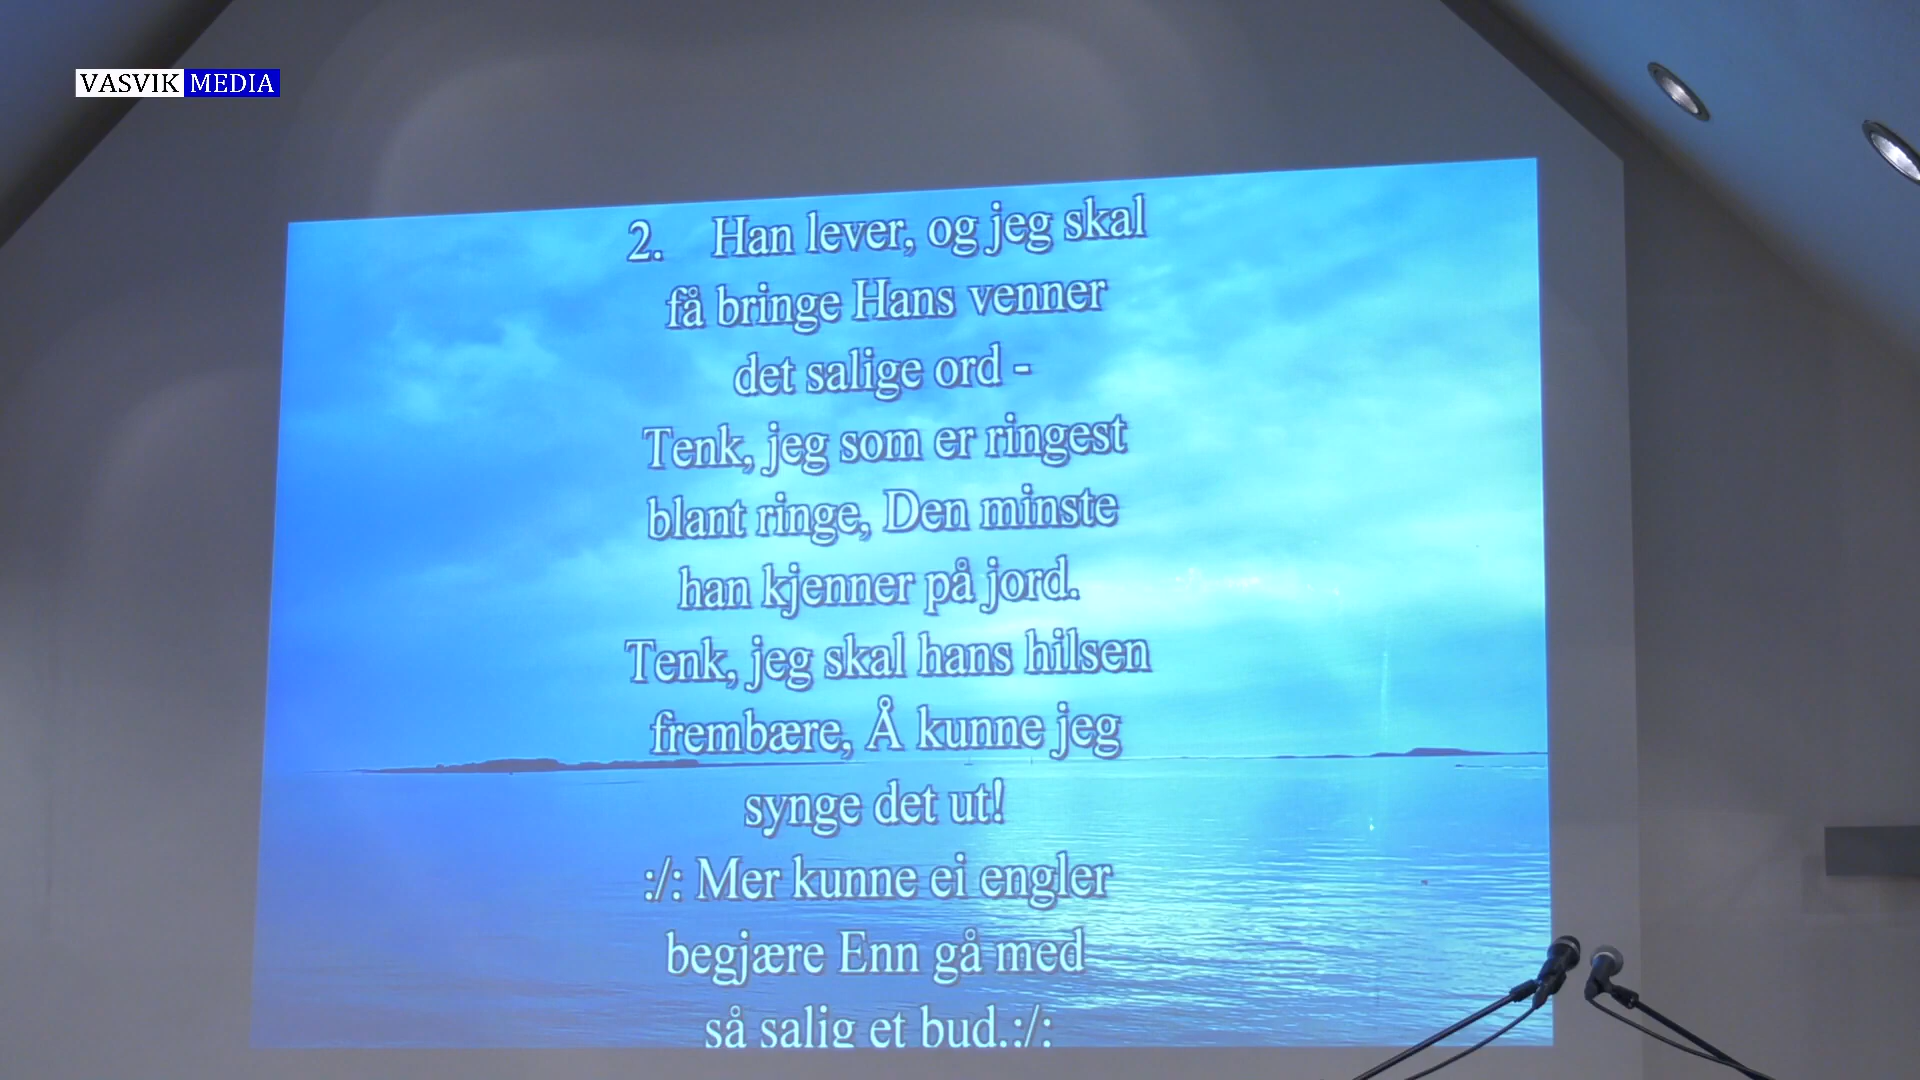 VASVIK MEDIA
2. Han lever, og jeg skal
få bringe Hans venner
det salige ord -
Tenk, jeg som er ringest
blant ringe, Den minste
han kjenner på jord.
Tenk, jeg skal hans hilsen
frembære, Å kunne jeg
synge det ut!
:/: Mer kunne ei engler
begjære Enn gå med
så salig et bud.:/: